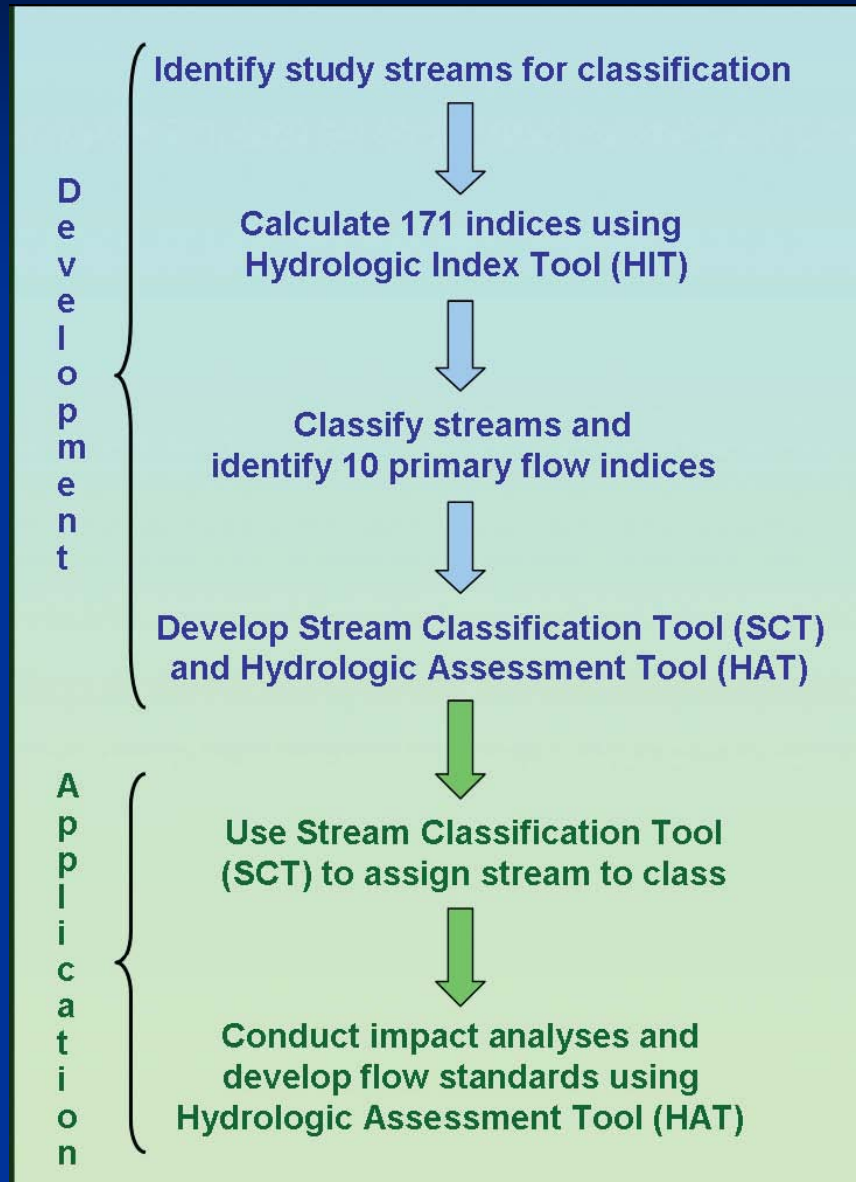 Development
Identify study streams for classification
Calculate 171 indices using
Hydrologic Index Tool (HIT)
Classify streams and
identify 10 primary flow indices
Develop Stream Classification Tool (SCT)
and Hydrologic Assessment Tool (HAT)
Application
Use Stream Classification Tool
(SCT) to assign stream to class
Conduct impact analyses and
develop flow standards using
Hydrologic Assessment Tool (HAT)